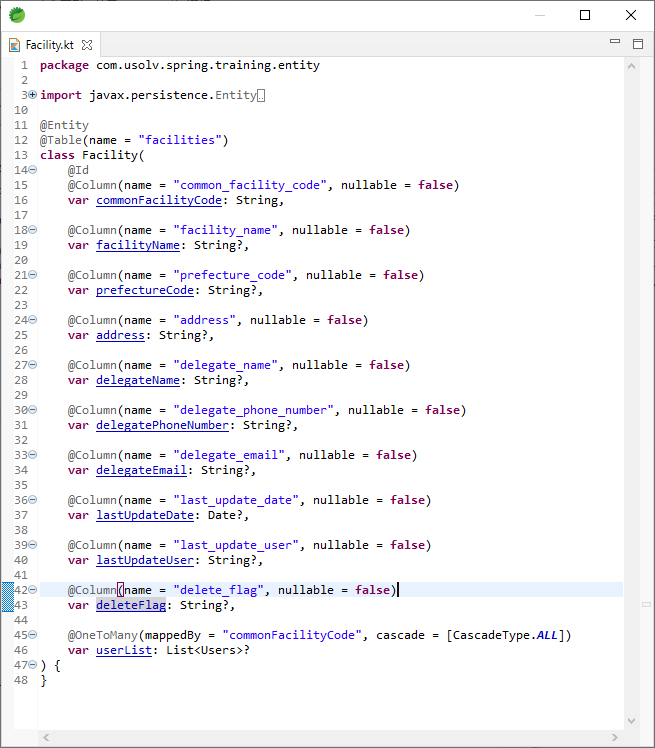 Facility.kt
1 package com.usolv.spring.training.entity
2
3 import javax.persistence.Entity
10
11 @Entity
12 @Table(name = "facilities")
13 class Facility(
14 @Id
15 @Column(name = "common_facility_code", nullable = false)
16 var commonFacilityCode: String,
17
18 @Column(name = "facility_name", nullable = false)
19 var facilityName: String?,
20
21 @Column(name = "prefecture_code", nullable = false)
22 var prefectureCode: String?,
23
24 @Column(name = "address", nullable = false)
25 var address: String?,
26
27 @Column(name = "delegate_name", nullable = false)
28 var delegateName: String?,
29
30 @Column(name = "delegate_phone_number", nullable = false)
31 var delegatePhoneNumber: String?,
32
33 @Column(name = "delegate_email", nullable = false)
34 var delegateEmail: String?,
35
36 @Column(name = "last_update_date", nullable = false)
37 var lastUpdateDate: Date?,
38
39 @Column(name = "last_update_user", nullable = false)
40 var lastUpdateUser: String?,
41
42 @Column(name = "delete_flag", nullable = false)
43 var deleteFlag: String?,
44
45 @OneToMany(mappedBy = "commonFacilityCode", cascade = [CascadeType.ALL])
46 var userList: List<Users>?
47 ) {
48 }